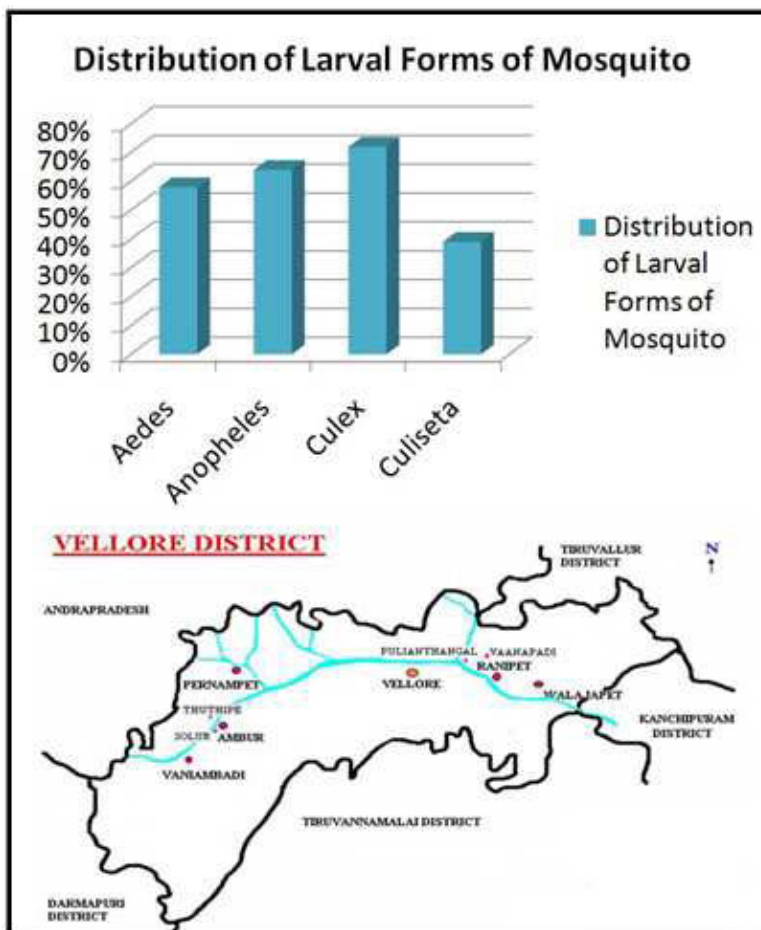 Distribution of Larval Forms of Mosquito
80%
70%
60%
50%
40%
30%
20%
10%
0%
Aedes
Anopheles
Culex
Culiseta
Distribution
of Larval
Forms of
Mosquito
VELLORE DISTRICT
TIRUVALLUR
DISTRICT
N
ANDRAPRADESH
PULIANTHANGAL
VAANAPADI
RANIPET
PERNAMPET
VELLORE
WALAJAPET
THUTHIPE
KANCHIPURAM
DISTRICT
SOLUR
AMBUR
VANIAMBADI
TIRUVANNAMALAI DISTRICT
DARMAPURI
DISTRICT